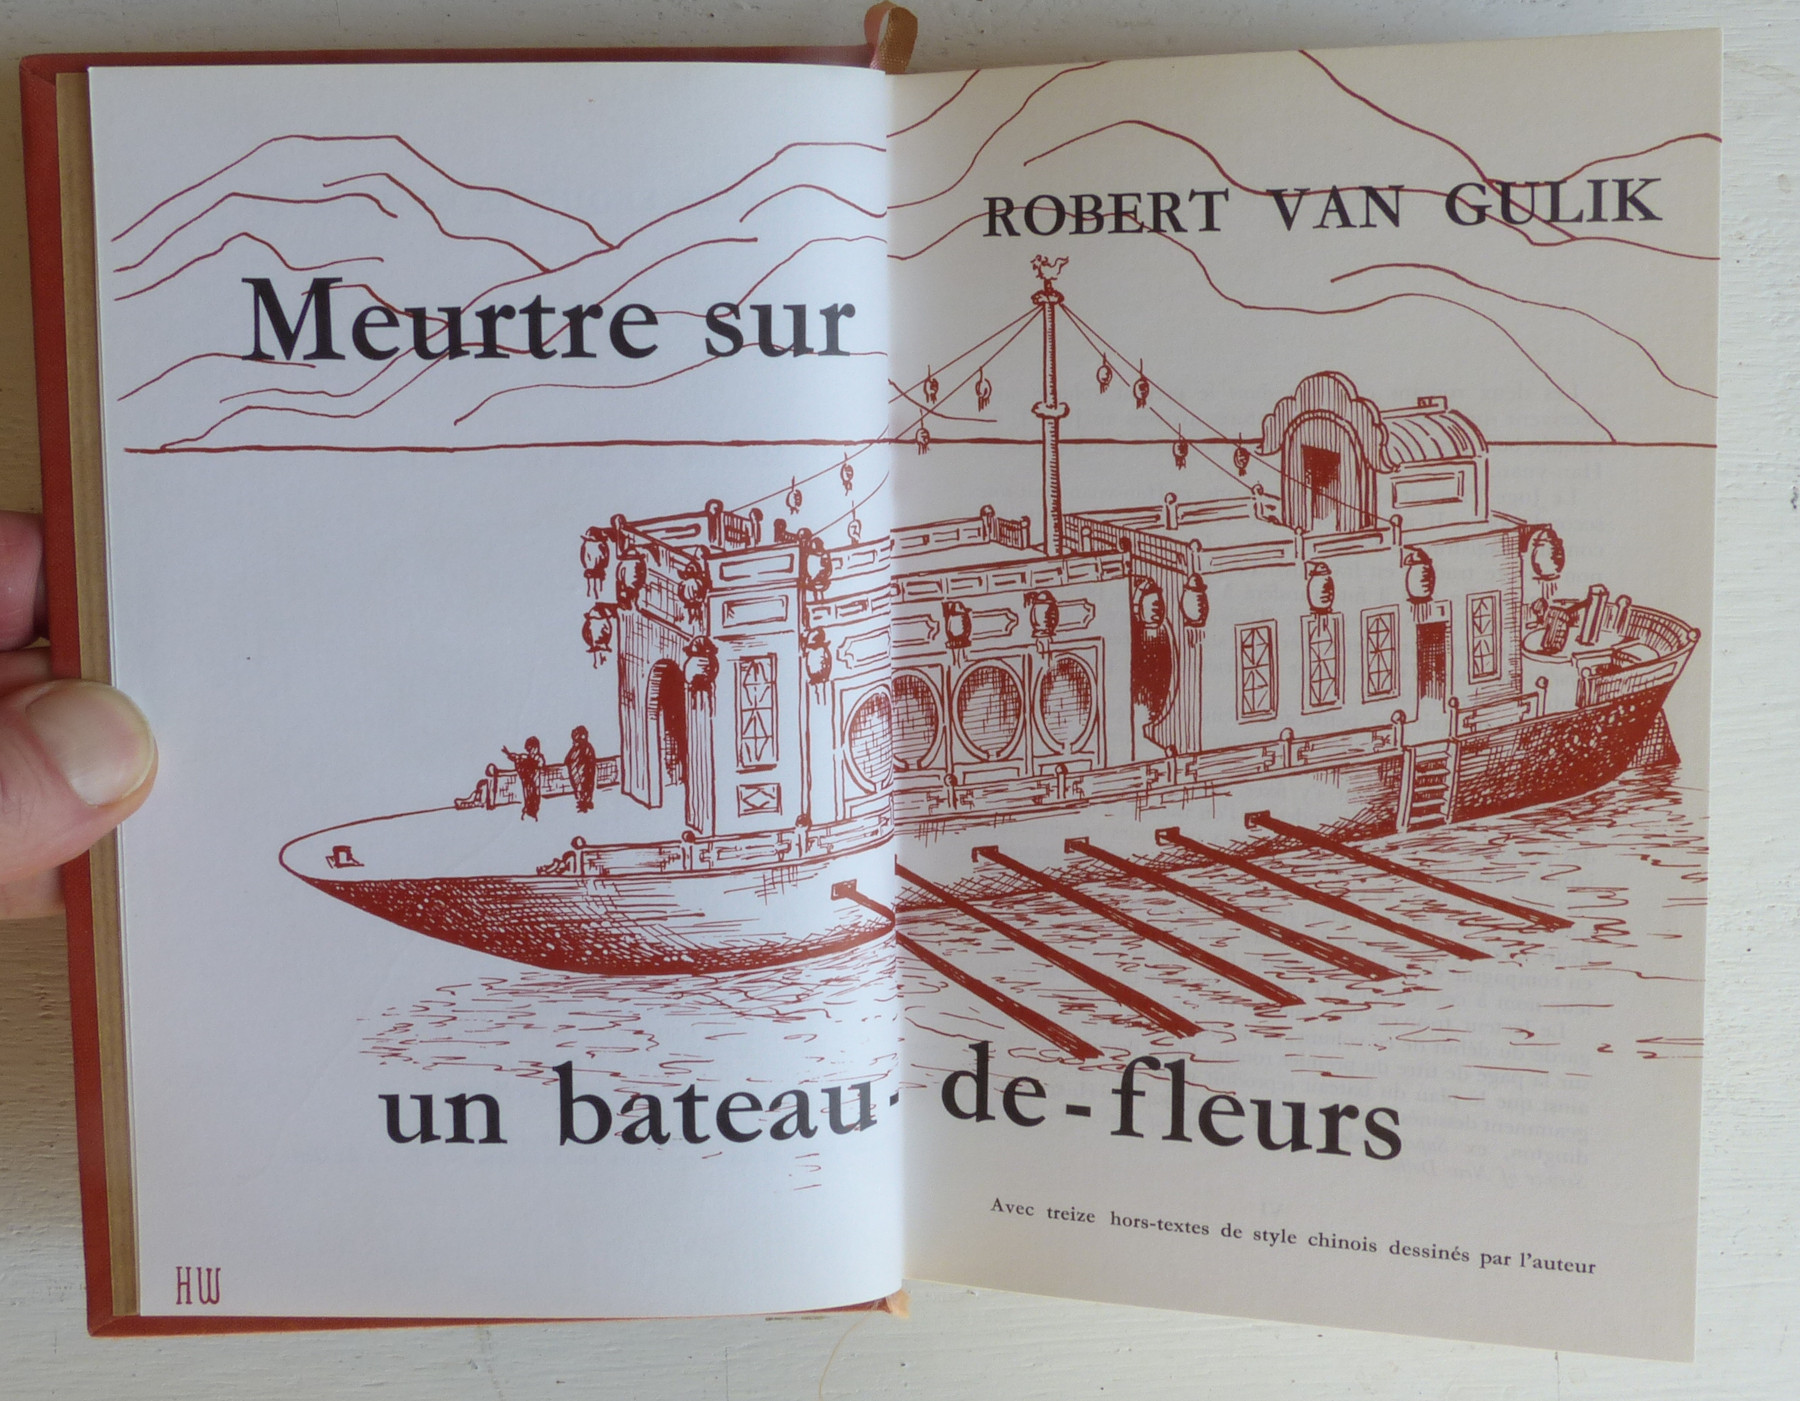 ROBERT VAN GULIK
Meurtre sur
un bateau-de-fleurs
Avec treize hors-textes de style chinois dessinés par l'auteur
HW